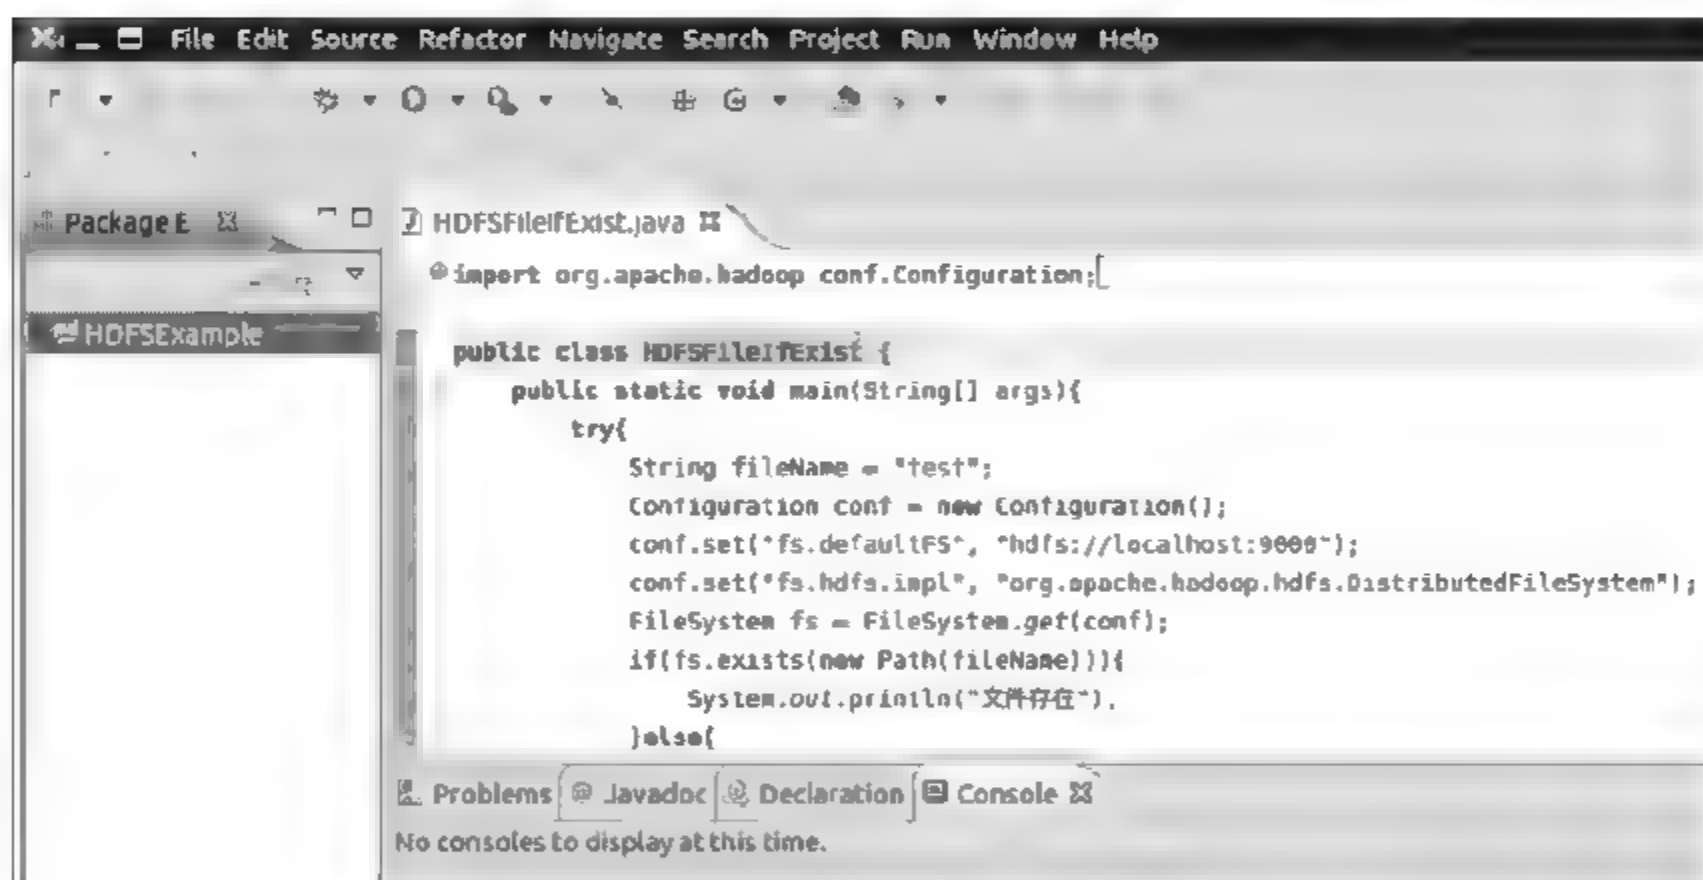 File Edit Source Refactor Navigate Search Project Run Window Help
Package E
HDFSFileIfExist.java
import org.apache.hadoop conf.Configuration;
HDFSExample
public class HDFSFileIfExist {
public static void main(String[] args){
try{
String fileName = "test";
Configuration conf = new Configuration();
conf.set("fs.defaultFS", "hdfs://localhost:9000");
conf.set("fs.hdfs.impl", "org.apache.hadoop.hdfs.DistributedFileSystem");
FileSystem fs = FileSystem.get(conf);
if(fs.exists(new Path(fileName))){
System.out.println("文件存在").
}else{
Problems @ Javadoc Declaration Console
No consoles to display at this time.